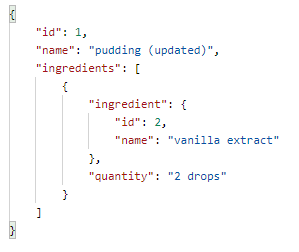 {
    "id": 1,
    "name": "pudding (updated)",
    "ingredients": [
        {
            "ingredient": {
                "id": 2,
                "name": "vanilla extract"
            },
            "quantity": "2 drops"
        }
    ]
}